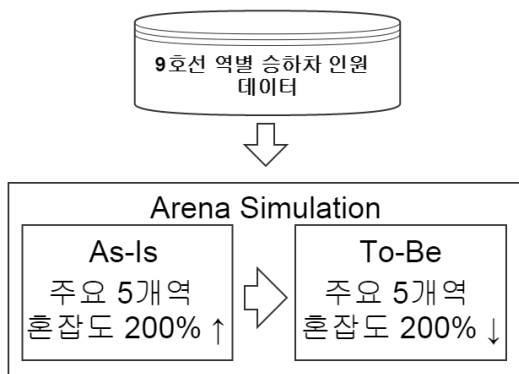 9호선 역별 승하차 인원
데이터
Arena Simulation
As-Is
주요 5개역
혼잡도 200% ↑
To-Be
주요 5개역
혼잡도 200% ↓